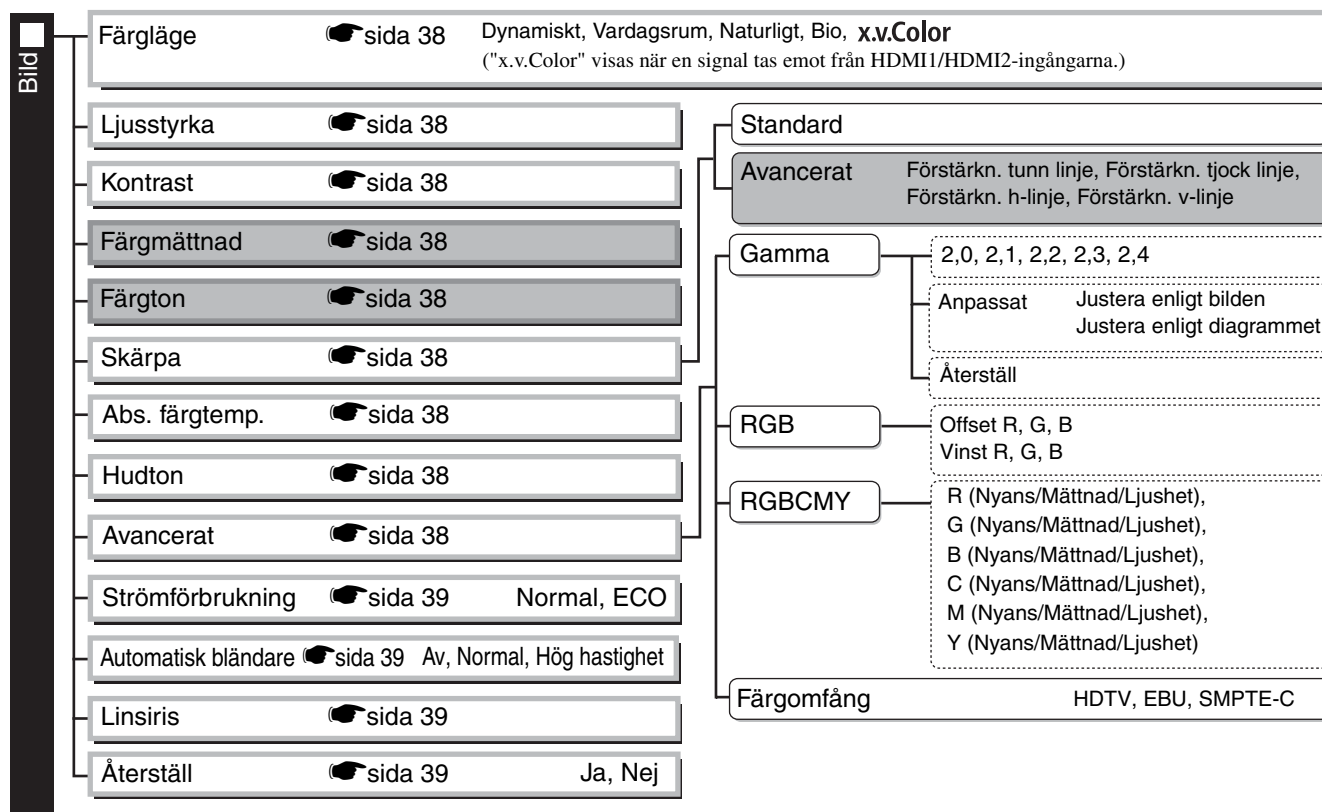 Bild
Färgläge sida 38 Dynamiskt, Vardagsrum, Naturligt, Bio, x.v.Color
("x.v.Color" visas när en signal tas emot från HDMI1/HDMI2-ingångarna.)
Ljusstyrka sida 38
Kontrast sida 38
Färgmättnad sida 38
Färgton sida 38
Skärpa sida 38
Abs. färgtemp. sida 38
Hudton sida 38
Avancerat sida 38
Strömförbrukning sida 39 Normal, ECO
Automatisk bländare sida 39 Av, Normal, Hög hastighet
Linsiris sida 39
Återställ sida 39 Ja, Nej
Standard
Avancerat Förstärkn. tunn linje, Förstärkn. tjock linje,
Förstärkn. h-linje, Förstärkn. v-linje
Gamma 2,0, 2,1, 2,2, 2,3, 2,4
Anpassat Justera enligt bilden
Justera enligt diagrammet
Återställ
RGB Offset R, G, B
Vinst R, G, B
RGBCMY R (Nyans/Mättnad/Ljushet),
G (Nyans/Mättnad/Ljushet),
B (Nyans/Mättnad/Ljushet),
C (Nyans/Mättnad/Ljushet),
M (Nyans/Mättnad/Ljushet),
Y (Nyans/Mättnad/Ljushet)
Färgomfång HDTV, EBU, SMPTE-C